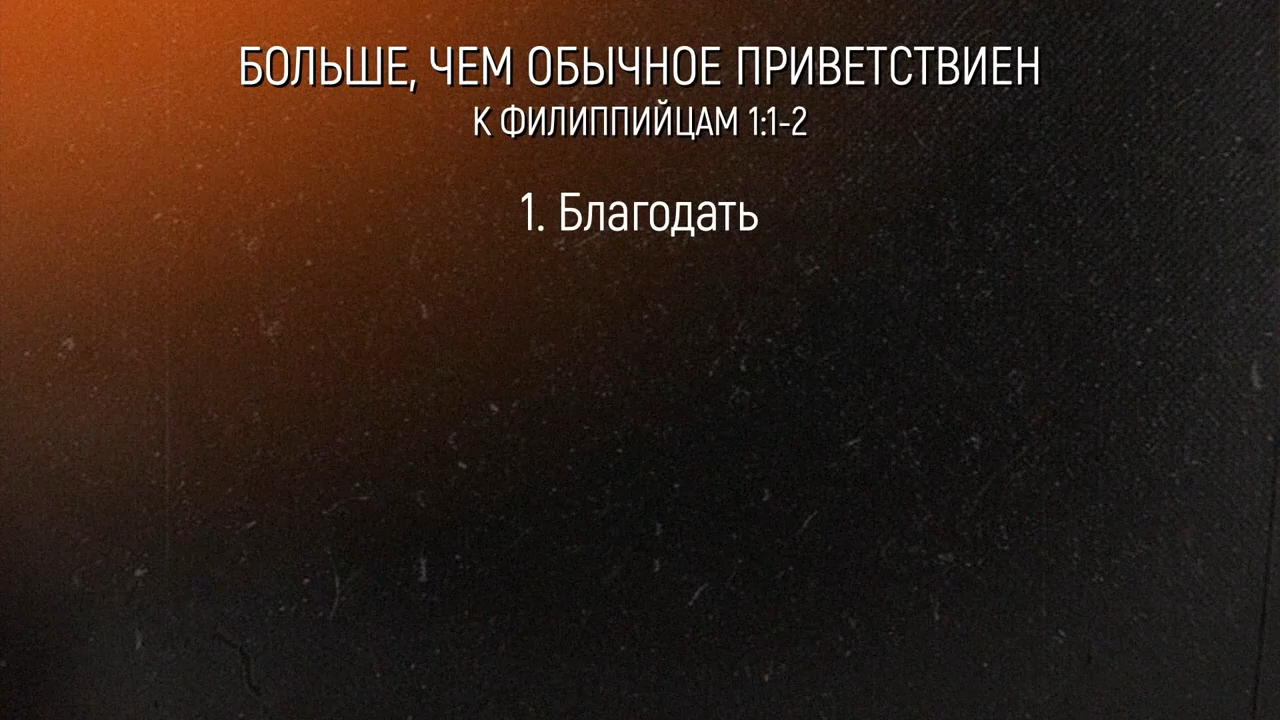 БОЛЬШЕ, ЧЕМ ОБЫЧНОЕ ПРИВЕТСТВИЕН
К ФИЛИППИЙЦАМ 1:1-2
1. Благодать